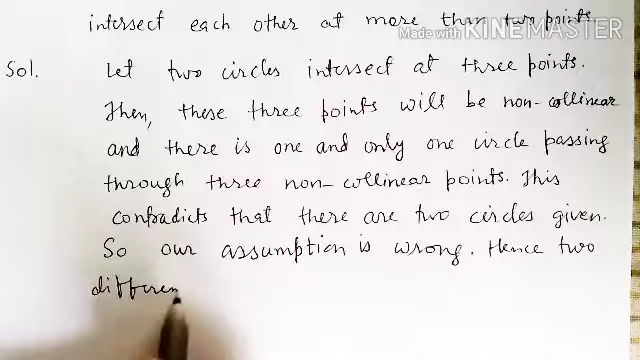 intersect each other at more than two points.
Made with KINEMASTER
Sol. Let two circles intersect at three points.
Then, these three points will be non-collinear
and there is one and only one circle passing
through three non-collinear points. This
contradicts that there are two circles given.
So our assumption is wrong. Hence two
differen